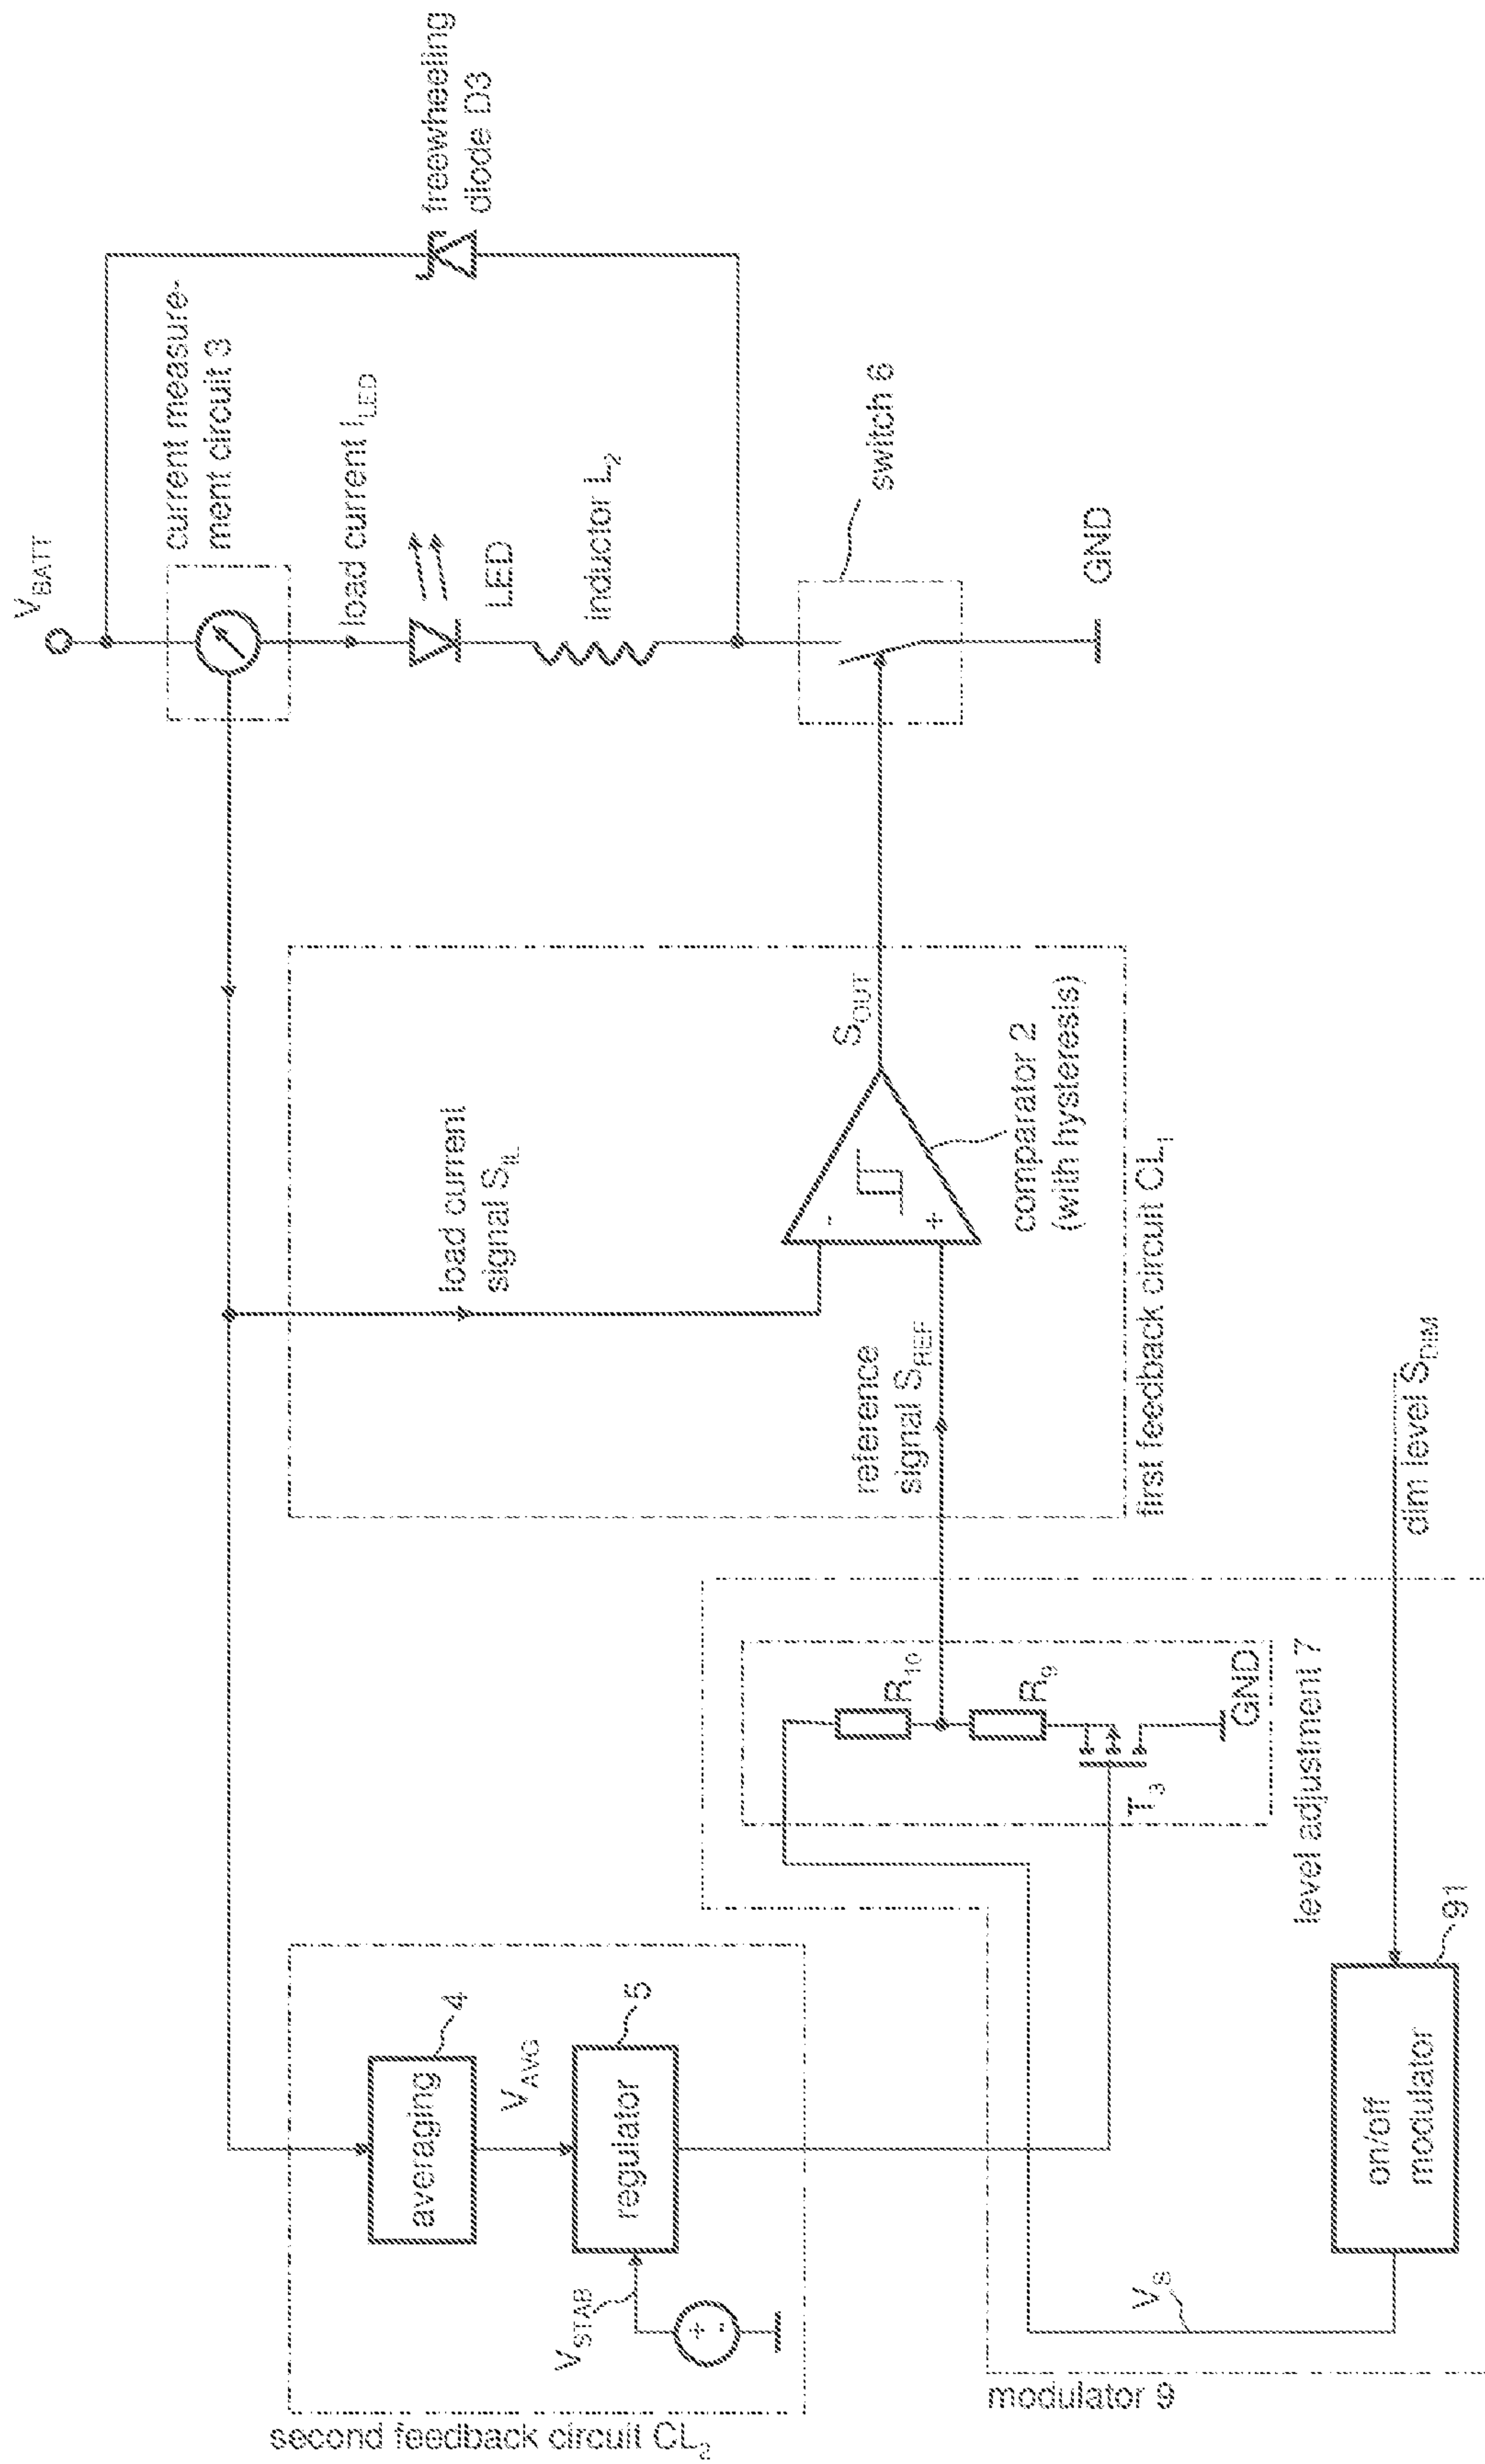 V_BATT
current measure-
ment circuit 3
load current I_LED
LED
inductor L_2
freewheeling
diode D3
switch 6
GND
load current
signal S_IL
S_OUT
-
+
comparator 2
(with hysteresis)
reference
signal S_REF
first feedback circuit CL_1
averaging
4
V_AVG
regulator
5
V_STAB
+
-
second feedback circuit CL_2
R_10
R_9
T_3
GND
level adjustment 7
dim level S_DIM
on/off
modulator
91
V_S
modulator 9